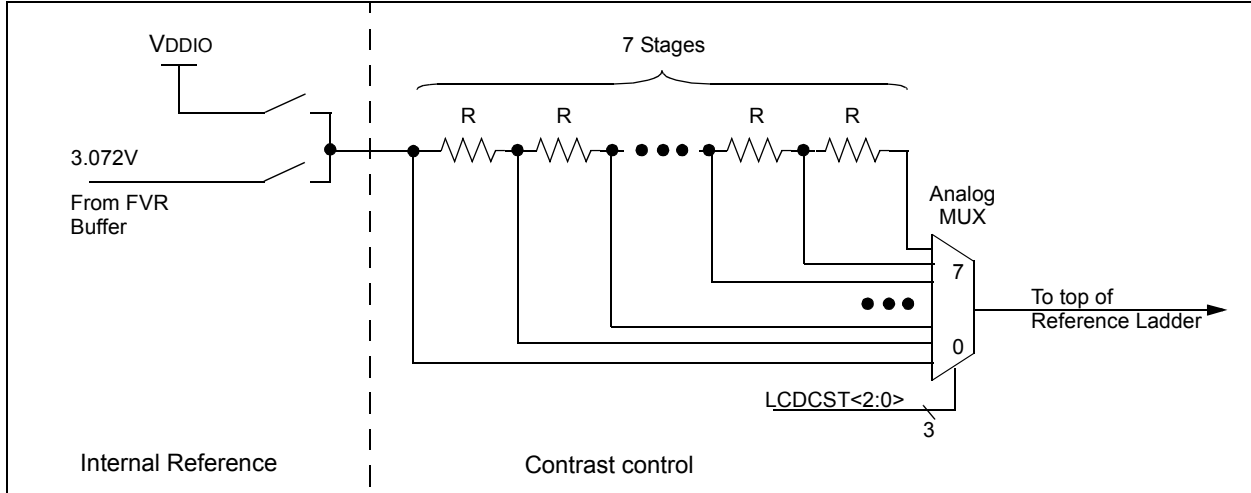 VDDIO
7 Stages
R
R
R
R
3.072V
From FVR
Buffer
Analog
MUX
7
0
To top of
Reference Ladder
LCDCST<2:0>
3
Internal Reference
Contrast control